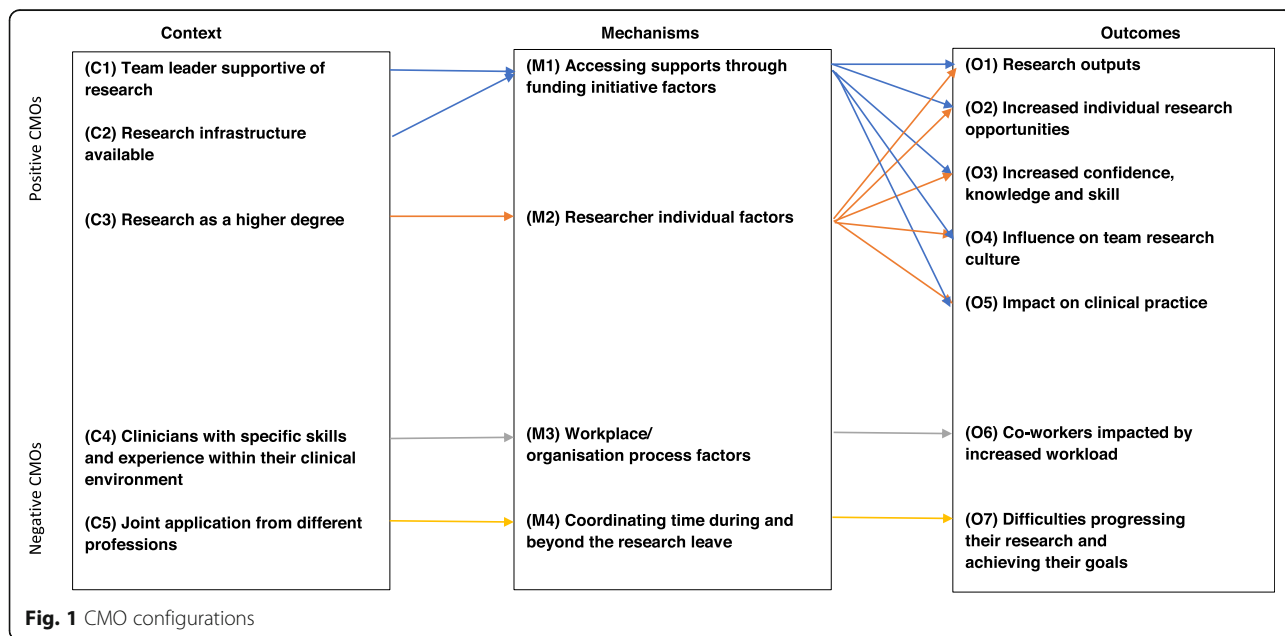 Context
Mechanisms
Outcomes
Positive CMOs
(C1) Team leader supportive of
research
(C2) Research infrastructure
available
(C3) Research as a higher degree
(M1) Accessing supports through
funding initiative factors
(M2) Researcher individual factors
(O1) Research outputs
(O2) Increased individual research
opportunities
(O3) Increased confidence,
knowledge and skill
(O4) Influence on team research
culture
(O5) Impact on clinical practice
Negative CMOs
(C4) Clinicians with specific skills
and experience within their clinical
environment
(C5) Joint application from different
professions
(M3) Workplace/
organisation process factors
(M4) Coordinating time during and
beyond the research leave
(O6) Co-workers impacted by
increased workload
(O7) Difficulties progressing
their research and
achieving their goals
Fig. 1 CMO configurations